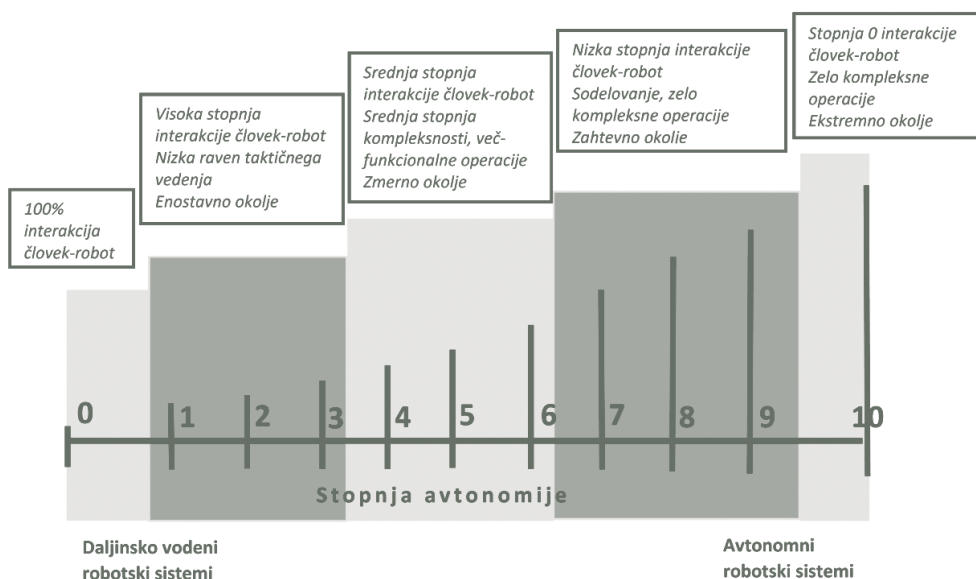 100%
interakcija
človek-robot
Visoka stopnja
interakcije človek-robot
Nizka raven taktičnega
vedenja
Enostavno okolje
Srednja stopnja
interakcije človek-robot
Srednja stopnja
kompleksnosti, več-
funkcionalne operacije
Zmerno okolje
Nizka stopnja interakcije
človek-robot
Sodelovanje, zelo
kompleksne operacije
Zahtevno okolie
Stopnja 0 interakcije
človek-robot
Zelo kompleksne
operacije
Ekstremno okolje
0 1 2 3 4 5 6 7 8 9 10
Stopnja avtonomije
Daljinsko vodeni
robotski sistemi
Avtonomni
robotski sistemi